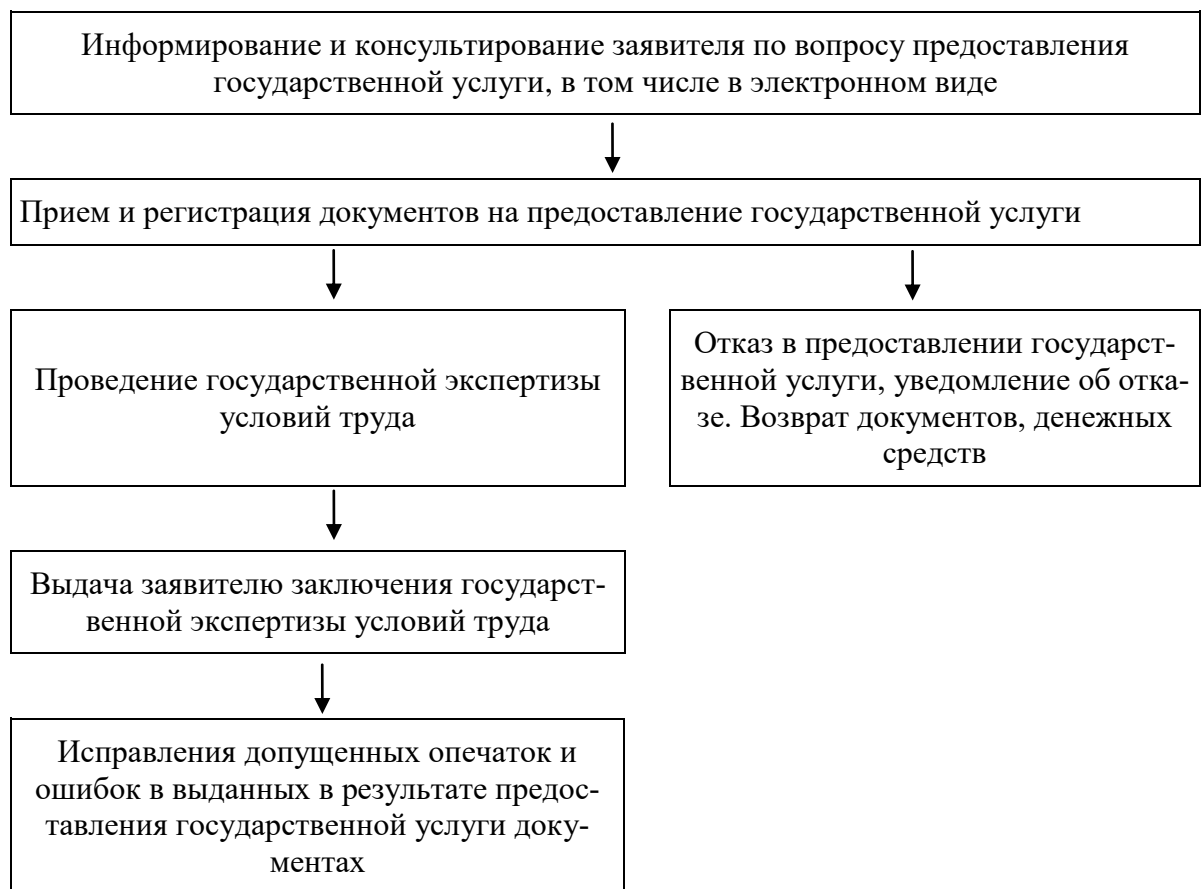 Информирование и консультирование заявителя по вопросу предоставления
государственной услуги, в том числе в электронном виде
Прием и регистрация документов на предоставление государственной услуги
Проведение государственной экспертизы
условий труда
Отказ в предоставлении государст-
венной услуги, уведомление об отка-
зе. Возврат документов, денежных
средств
Выдача заявителю заключения государст-
венной экспертизы условий труда
Исправления допущенных опечаток и
ошибок в выданных в результате предос-
тавления государственной услуги доку-
ментах